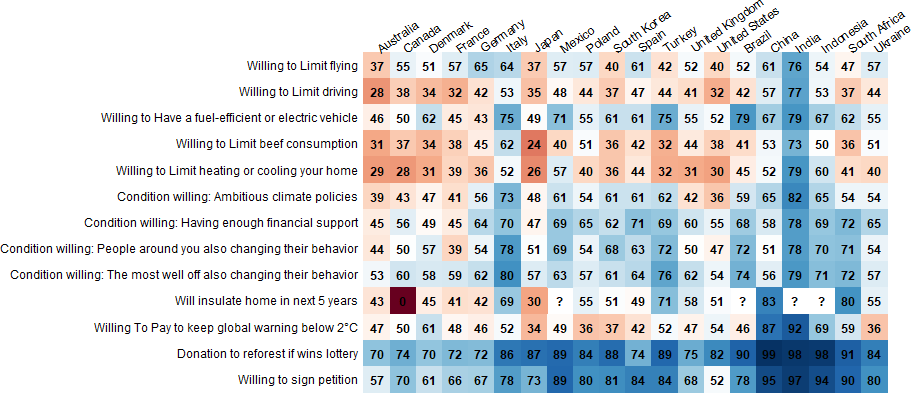 Australia Canada Denmark France Germany Italy Japan Mexico Poland South Korea Spain Turkey United Kingdom United States Brazil China India Indonesia South Africa Ukraine
Willing to Limit flying 37 55 51 57 65 64 37 57 57 40 61 42 52 40 52 61 76 54 47 57
Willing to Limit driving 28 38 34 32 42 53 35 48 44 37 47 44 41 32 42 57 77 53 37 44
Willing to Have a fuel-efficient or electric vehicle 46 50 62 45 43 75 49 71 55 61 61 75 55 52 79 67 79 67 62 55
Willing to Limit beef consumption 31 37 34 38 45 62 24 40 51 36 42 32 44 38 41 53 73 50 36 51
Willing to Limit heating or cooling your home 29 28 31 39 36 52 26 57 40 36 44 32 31 30 45 52 79 60 41 40
Condition willing: Ambitious climate policies 39 43 47 41 56 73 48 61 54 61 61 62 42 36 59 65 82 65 54 54
Condition willing: Having enough financial support 45 56 49 45 64 70 47 69 65 62 71 69 60 55 68 58 78 69 72 65
Condition willing: People around you also changing their behavior 44 50 57 39 54 78 51 69 54 68 63 72 50 47 72 51 78 70 71 54
Condition willing: The most well off also changing their behavior 53 60 58 59 62 80 57 63 57 61 64 76 62 54 74 56 79 71 72 57
Will insulate home in next 5 years 43 0 45 41 42 69 30 ? 55 51 49 71 58 51 ? 83 ? ? 80 55
Willing To Pay to keep global warning below 2°C 47 50 61 48 46 52 34 49 36 37 42 52 47 54 46 87 92 69 59 36
Donation to reforest if wins lottery 70 74 70 72 72 86 87 89 84 88 74 89 75 82 90 99 98 98 91 84
Willing to sign petition 57 70 61 66 67 78 73 89 80 81 84 84 68 52 78 95 97 94 90 80